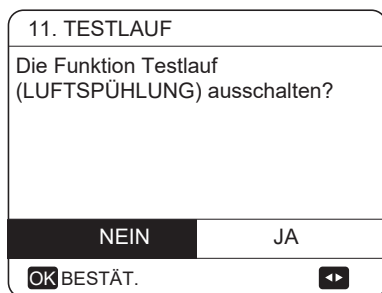 11. TESTLAUF
Die Funktion Testlauf
(LUFTSPÜHLUNG) ausschalten?
NEIN JA
OK BESTÄT.